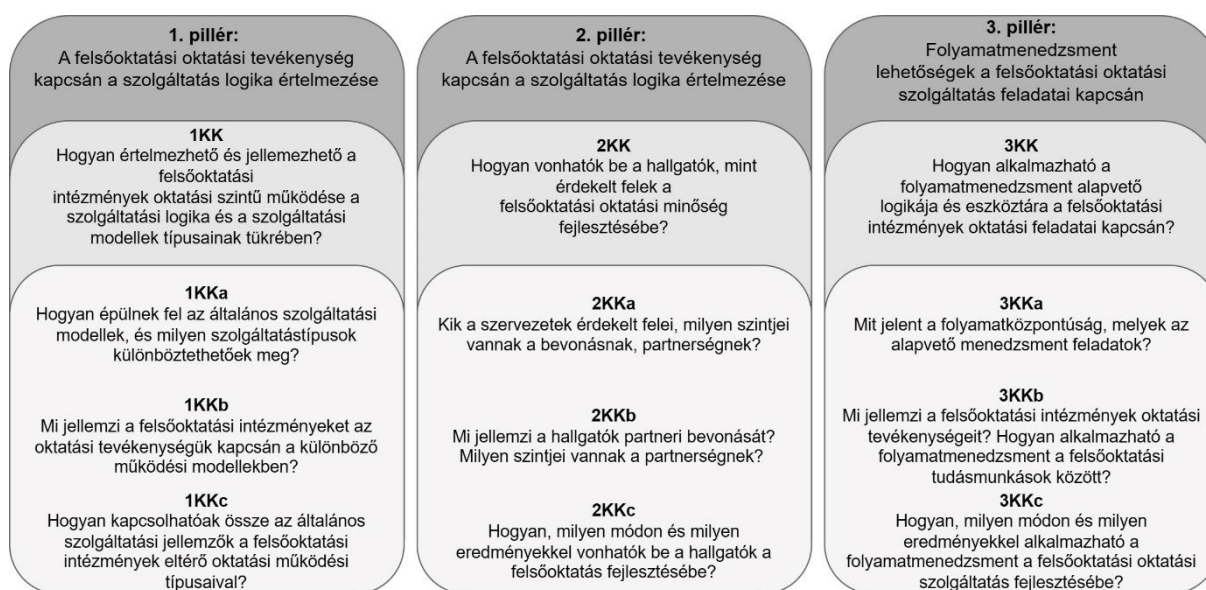 1. pillér:
A felsőoktatási oktatási tevékenység
kapcsán a szolgáltatás logika értelmezése
1KK
Hogyan értelmezhető és jellemezhető a
felsőoktatási
intézmények oktatási szintű működése a
szolgáltatási logika és a szolgáltatási
modellek típusainak tükrében?
1KKa
Hogyan épülnek fel az általános szolgáltatási
modellek, és milyen szolgáltatástípusok
különböztethetőek meg?
1KKb
Mi jellemzi a felsőoktatási intézményeket az
oktatási tevékenységük kapcsán a különböző
működési modellekben?
1KKc
Hogyan kapcsolhatóak össze az általános
szolgáltatási jellemzők a felsőoktatási
intézmények eltérő oktatási működési
típusaival?
2. pillér:
A felsőoktatási oktatási tevékenység
kapcsán a szolgáltatás logika értelmezése
2KK
Hogyan vonhatók be a hallgatók, mint
érdekelt felek a
felsőoktatási oktatási minőség
fejlesztésébe?
2KKa
Kik a szervezetek érdekelt felei, milyen szintjei
vannak a bevonásnak, partnerségnek?
2KKb
Mi jellemzi a hallgatók partneri bevonását?
Milyen szintjei vannak a partnerségnek?
2KKc
Hogyan, milyen módon és milyen
eredményekkel vonhatók be a hallgatók a
felsőoktatás fejlesztésébe?
3. pillér:
Folyamatmenedzsment
lehetőségek a felsőoktatási oktatási
szolgáltatás feladatai kapcsán
3KK
Hogyan alkalmazható a
folyamatmenedzsment alapvető
logikája és eszköztára a felsőoktatási
intézmények oktatási feladatai kapcsán?
3KKa
Mit jelent a folyamatközpontúság, melyek az
alapvető menedzsment feladatok?
3KKb
Mi jellemzi a felsőoktatási intézmények oktatási
tevékenységeit? Hogyan alkalmazható a
folyamatmenedzsment a felsőoktatási
tudásmunkások között?
3KKc
Hogyan, milyen módon és milyen
eredményekkel alkalmazható a
folyamatmenedzsment a felsőoktatási oktatási
szolgáltatás fejlesztésébe?